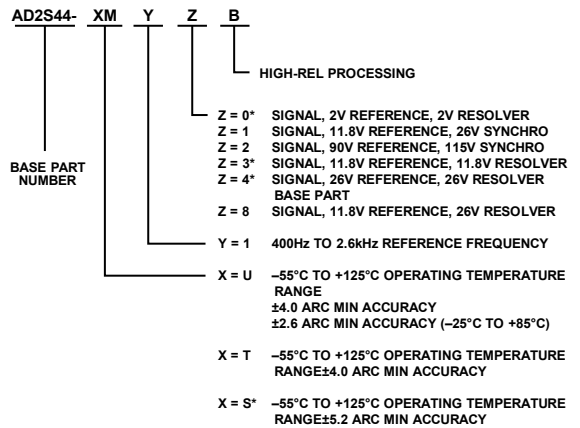 AD2S44- XM Y Z B
HIGH-REL PROCESSING
Z = 0* SIGNAL, 2V REFERENCE, 2V RESOLVER
Z = 1 SIGNAL, 11.8V REFERENCE, 26V SYNCHRO
Z = 2 SIGNAL, 90V REFERENCE, 115V SYNCHRO
Z = 3* SIGNAL, 11.8V REFERENCE, 11.8V RESOLVER
Z = 4* SIGNAL, 26V REFERENCE, 26V RESOLVER
BASE PART
Z = 8 SIGNAL, 11.8V REFERENCE, 26V RESOLVER
BASE PART
NUMBER
Y = 1 400Hz TO 2.6kHz REFERENCE FREQUENCY
X = U –55°C TO +125°C OPERATING TEMPERATURE
RANGE
±4.0 ARC MIN ACCURACY
±2.6 ARC MIN ACCURACY (–25°C TO +85°C)
X = T –55°C TO +125°C OPERATING TEMPERATURE
RANGE±4.0 ARC MIN ACCURACY
X = S* –55°C TO +125°C OPERATING TEMPERATURE
RANGE±5.2 ARC MIN ACCURACY